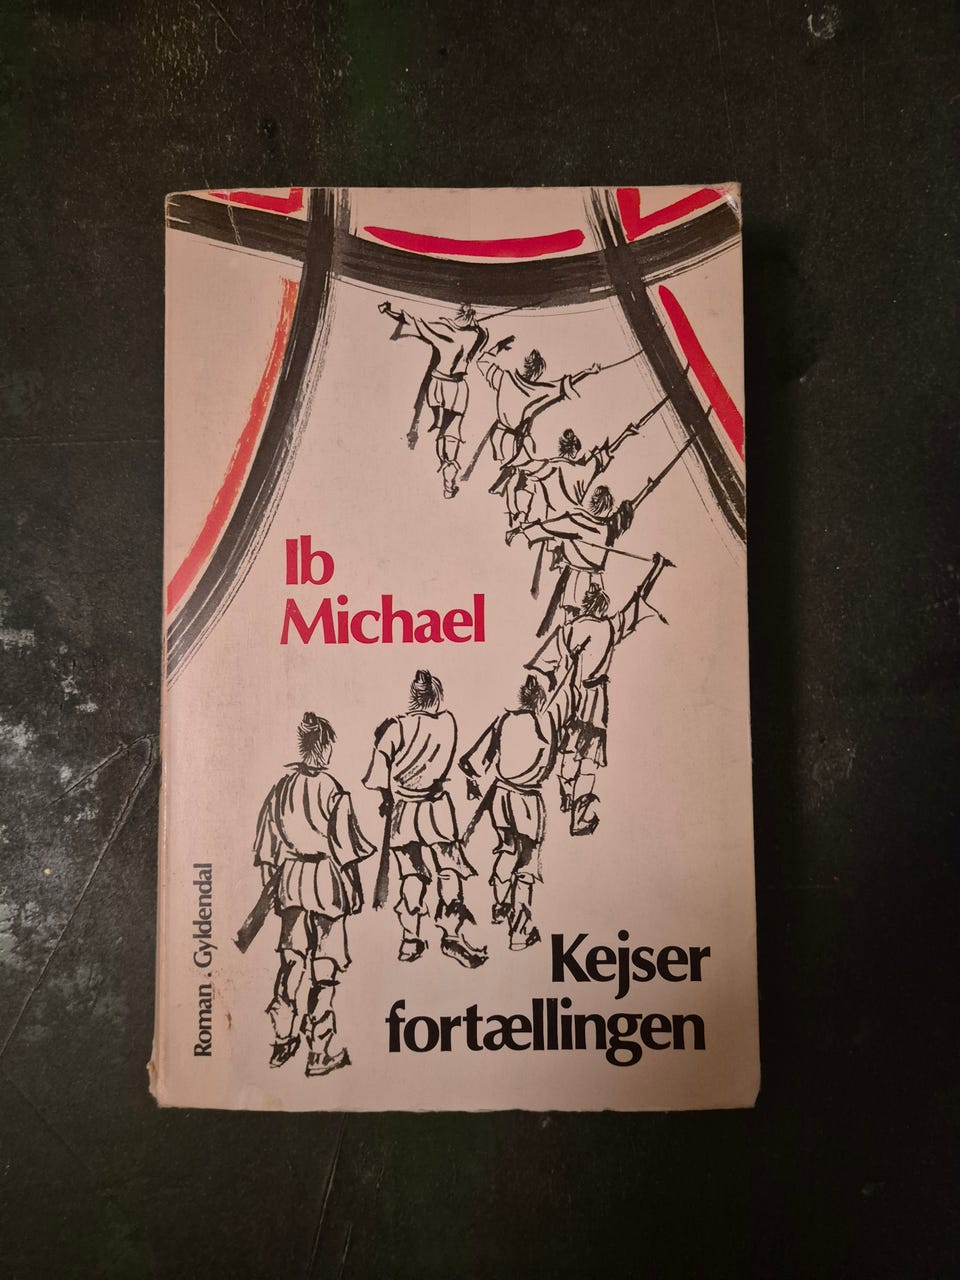 Ib
Michael
Kejser
fortællingen
Roman . Gyldendal